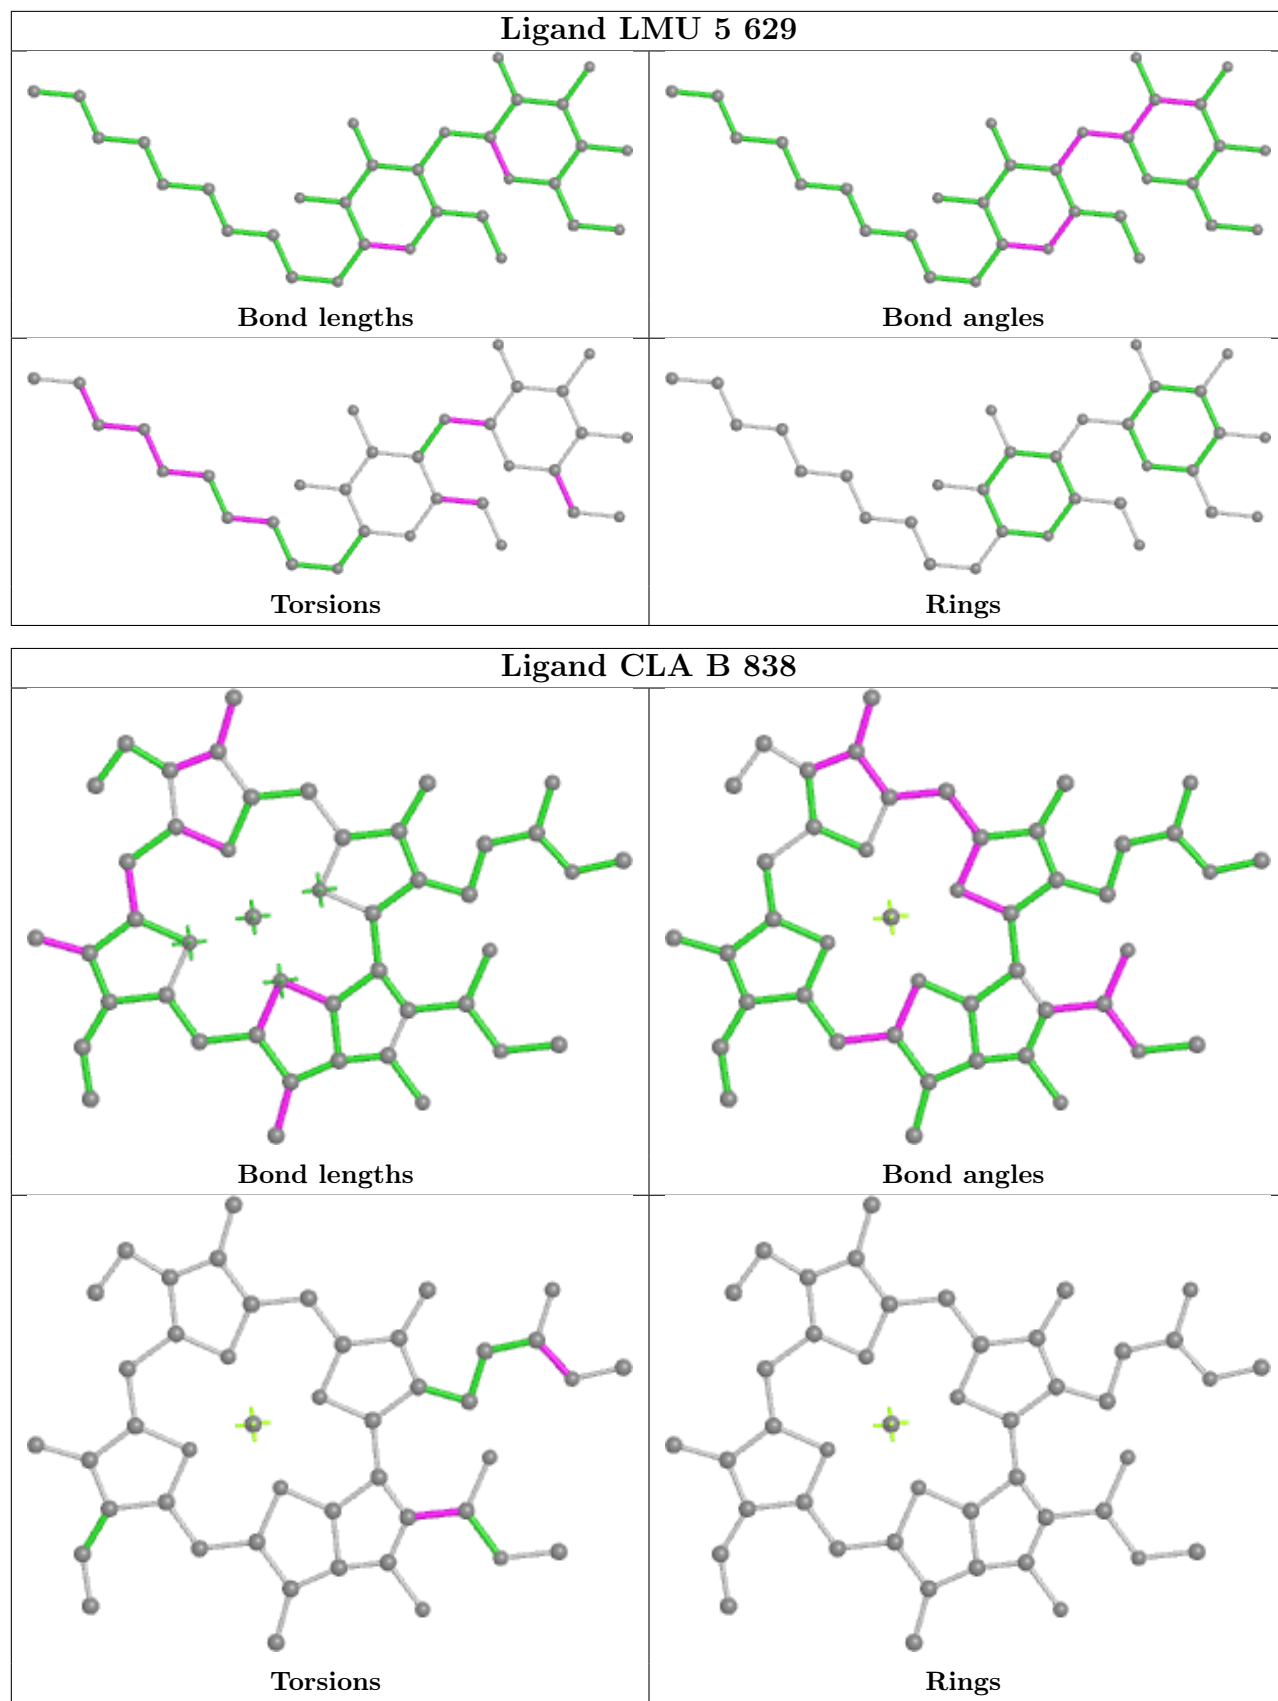 Ligand LMU 5 629
Bond lengths
Bond angles
Torsions
Rings
Ligand CLA B 838
Bond lengths
Bond angles
Torsions
Rings